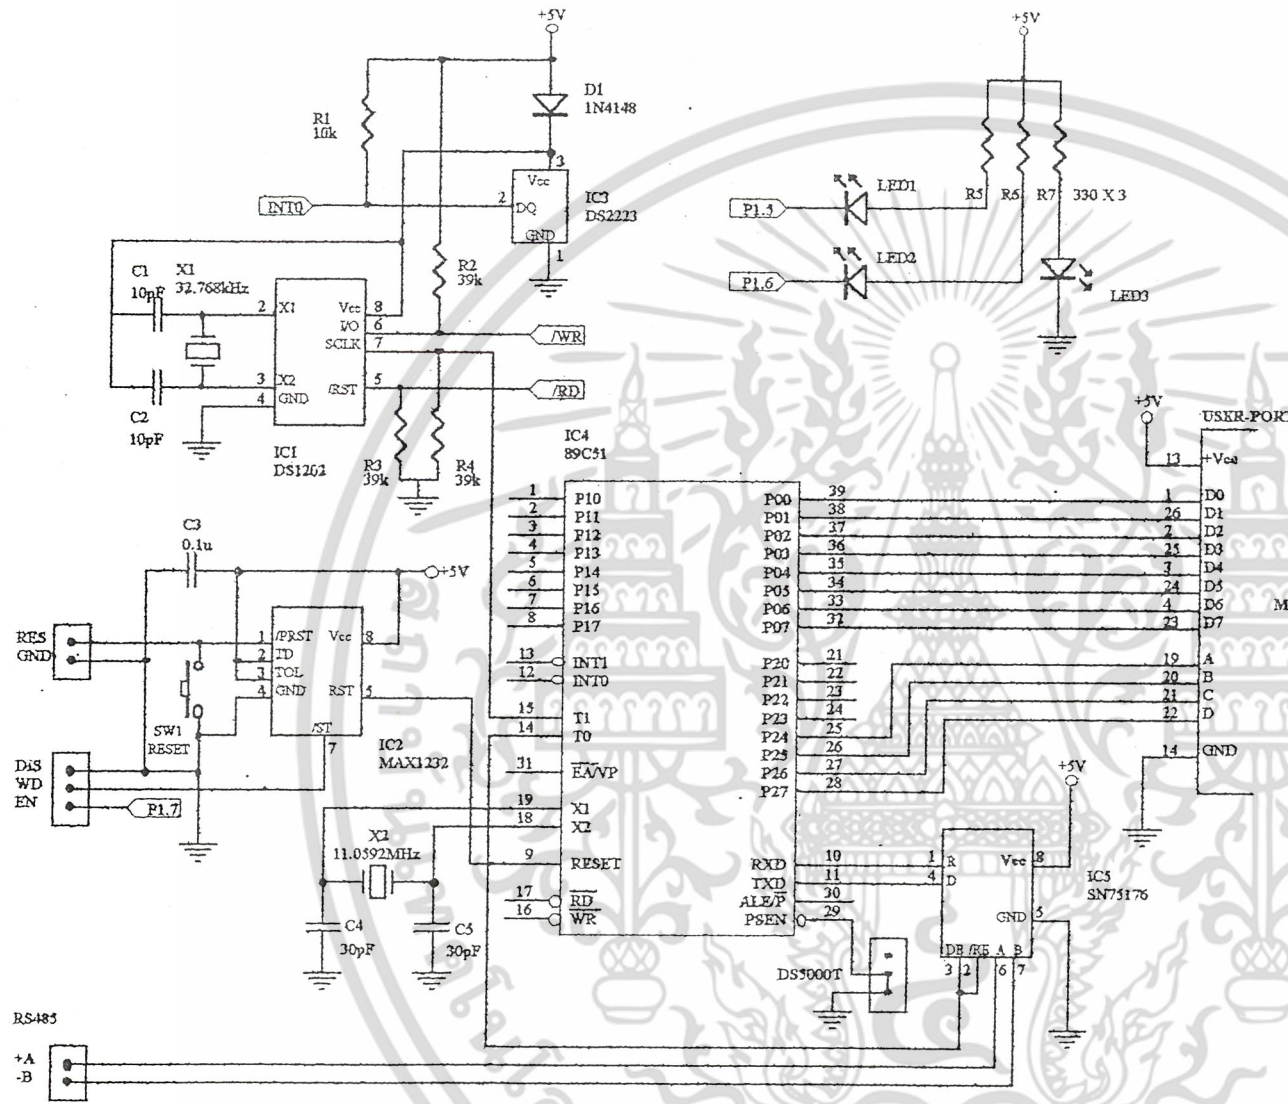 +5V
+5V
D1
1N4148
R1
10k
3
Vcc
IC3
DS2223
INT0
2
DQ
GND
1
LED1
R5
R6
R7
330 X 3
P1.5
LED2
P1.6
LED3
R2
39k
C1
10pF
X1
32.768kHz
2
X1
Vcc
8
I/O
6
SCLK
7
/WR
3
X2
/RST
5
/RD
4
GND
C2
10pF
IC1
DS1202
R3
39k
R4
39k
IC4
89C51
+5V
USER-PORT
13
+Vcc
1
P10
P00
39
1
D0
2
P11
P01
38
26
D1
3
P12
P02
37
2
D2
4
P13
P03
36
25
D3
5
P14
P04
35
3
D4
6
P15
P05
34
24
D5
7
P16
P06
33
4
D6
8
P17
P07
32
23
D7
M
C3
0.1u
+5V
RES
GND
1
/PRST
Vcc
8
2
TD
3
TOL
4
GND
RST
5
/ST
7
SW1
RESET
IC2
MAX1232
DiS
WD
EN
P1.7
13
INT1
12
INT0
15
T1
14
T0
31
EA/VP
19
X1
18
X2
9
RESET
17
RD
16
WR
P20
21
P21
22
P22
23
P23
24
P24
25
P25
26
P26
27
P27
28
19
A
20
B
21
C
22
D
14
GND
X2
11.0592MHz
C4
30pF
C5
30pF
RXD
10
TXD
11
ALE/P
30
PSEN
29
+5V
1
R
Vcc
8
4
D
IC5
SN75176
GND
5
DE
/RE
A
B
3
2
6
7
DS5000T
RS485
+A
-B